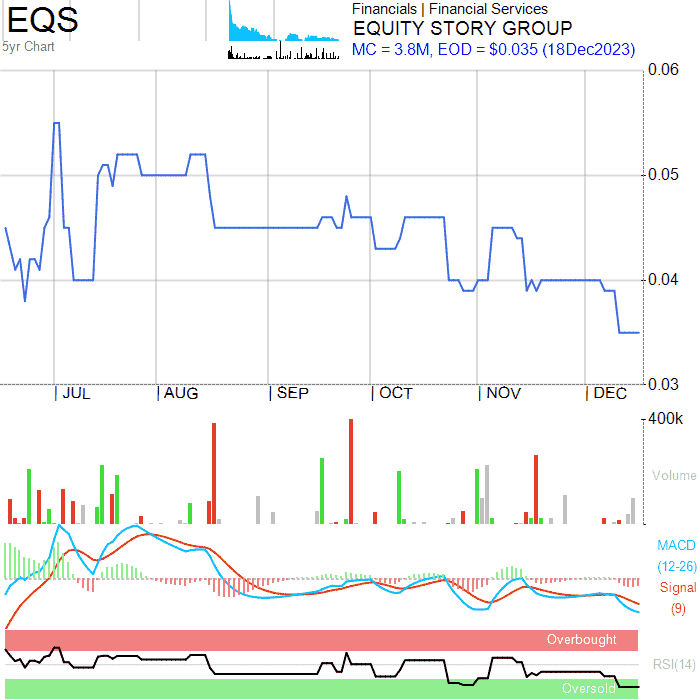 EQS
5yr Chart
Financials | Financial Services
EQUITY STORY GROUP
MC = 3.8M, EOD = $0.035 (18Dec2023)
0.06
0.05
0.04
0.03
| JUL | AUG | SEP | OCT | NOV | DEC
400k
Volume
MACD
(12-26)
Signal
(9)
Overbought
RSI(14)
Oversold